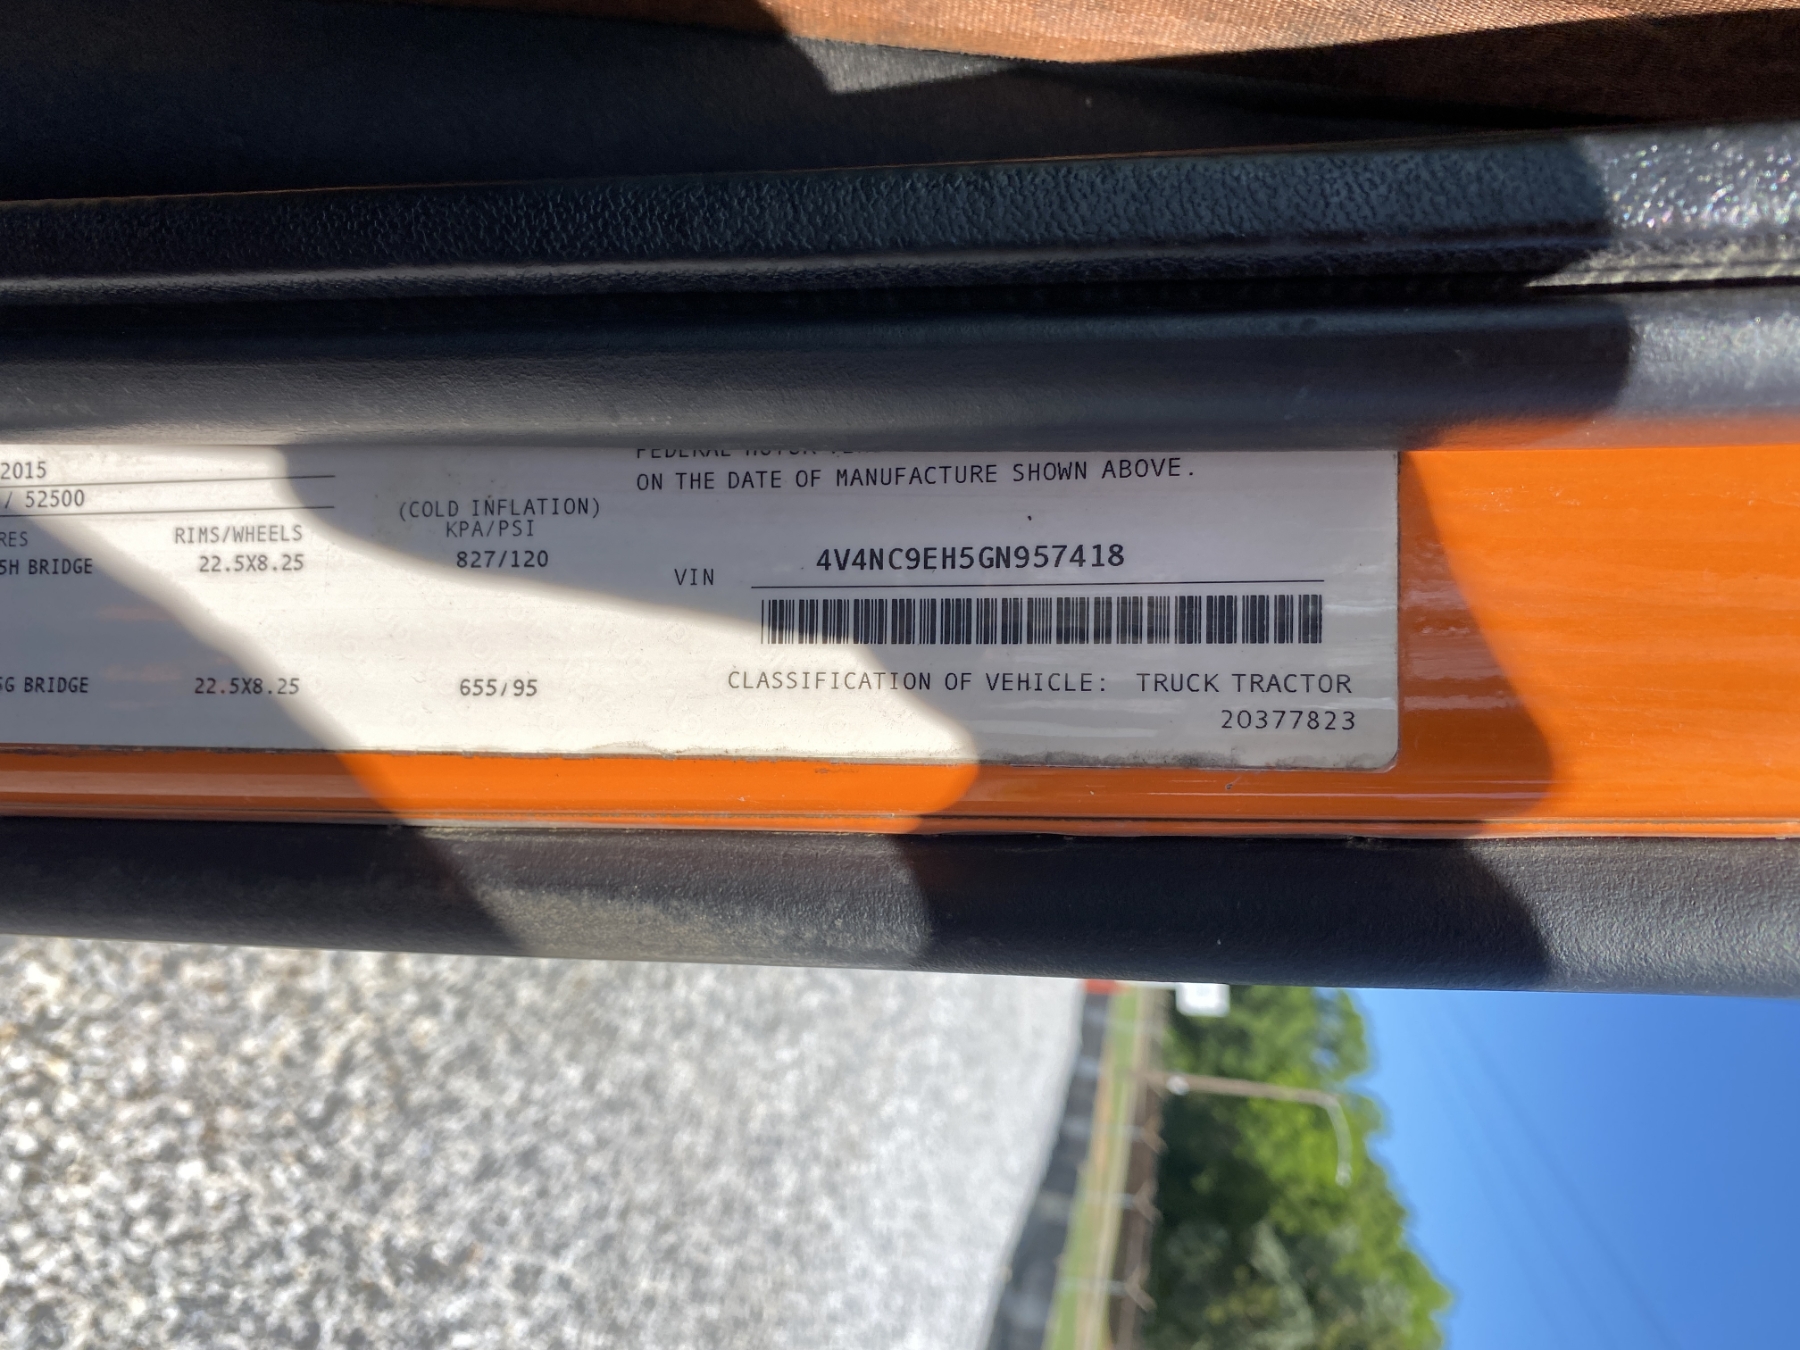 2015
/ 52500
RES RIMS/WHEELS (COLD INFLATION) KPA/PSI
5H BRIDGE 22.5X8.25 827/120
5G BRIDGE 22.5X8.25 655/95
FEDERAL MOTOR
ON THE DATE OF MANUFACTURE SHOWN ABOVE.
VIN 4V4NC9EH5GN957418
CLASSIFICATION OF VEHICLE: TRUCK TRACTOR
20377823